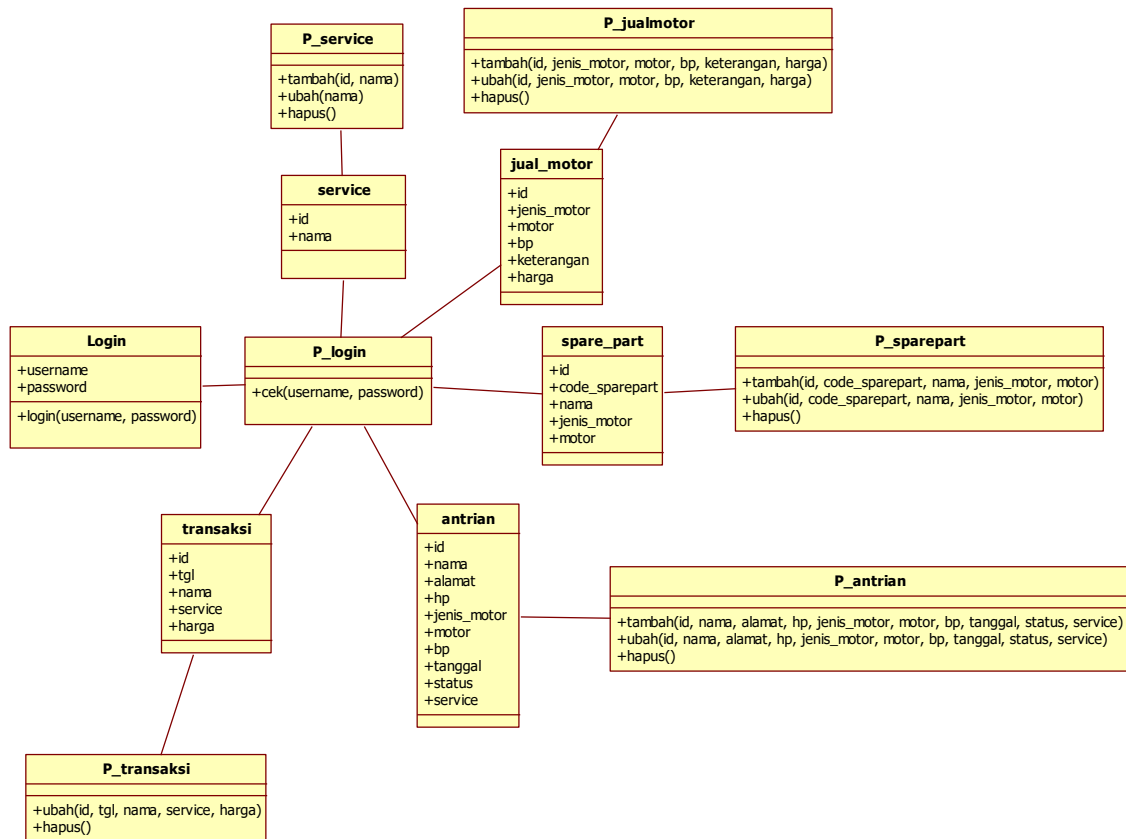 P_service
+tambah(id, nama)
+ubah(nama)
+hapus()
P_jualmotor
+tambah(id, jenis_motor, motor, bp, keterangan, harga)
+ubah(id, jenis_motor, motor, bp, keterangan, harga)
+hapus()
service
+id
+nama
jual_motor
+id
+jenis_motor
+motor
+bp
+keterangan
+harga
Login
+username
+password
+login(username, password)
P_login
+cek(username, password)
spare_part
+id
+code_sparepart
+nama
+jenis_motor
+motor
P_sparepart
+tambah(id, code_sparepart, nama, jenis_motor, motor)
+ubah(id, code_sparepart, nama, jenis_motor, motor)
+hapus()
transaksi
+id
+tgl
+nama
+service
+harga
antrian
+id
+nama
+alamat
+hp
+jenis_motor
+motor
+bp
+tanggal
+status
+service
P_antrian
+tambah(id, nama, alamat, hp, jenis_motor, motor, bp, tanggal, status, service)
+ubah(id, nama, alamat, hp, jenis_motor, motor, bp, tanggal, status, service)
+hapus()
P_transaksi
+ubah(id, tgl, nama, service, harga)
+hapus()